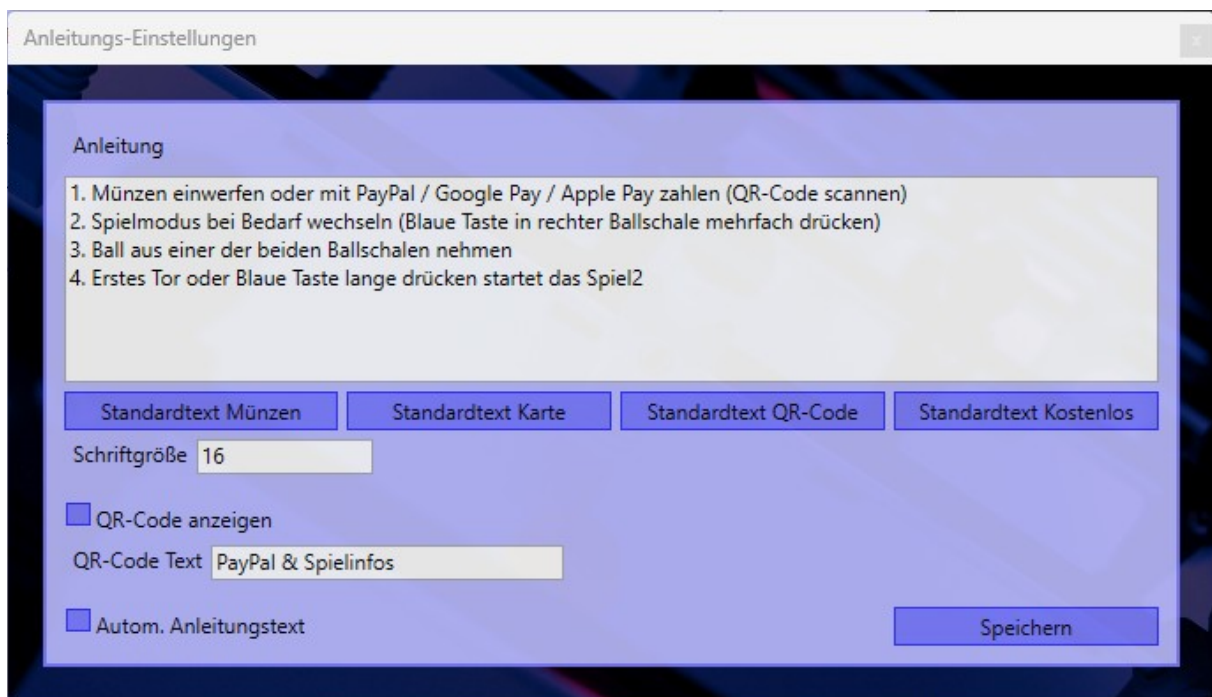 Anleitungs-Einstellungen
x
Anleitung
1. Münzen einwerfen oder mit PayPal / Google Pay / Apple Pay zahlen (QR-Code scannen)
2. Spielmodus bei Bedarf wechseln (Blaue Taste in rechter Ballschale mehrfach drücken)
3. Ball aus einer der beiden Ballschalen nehmen
4. Erstes Tor oder Blaue Taste lange drücken startet das Spiel2
Standardtext Münzen Standardtext Karte Standardtext QR-Code Standardtext Kostenlos
Schriftgröße 16
QR-Code anzeigen
QR-Code Text PayPal & Spielinfos
Autom. Anleitungstext
Speichern